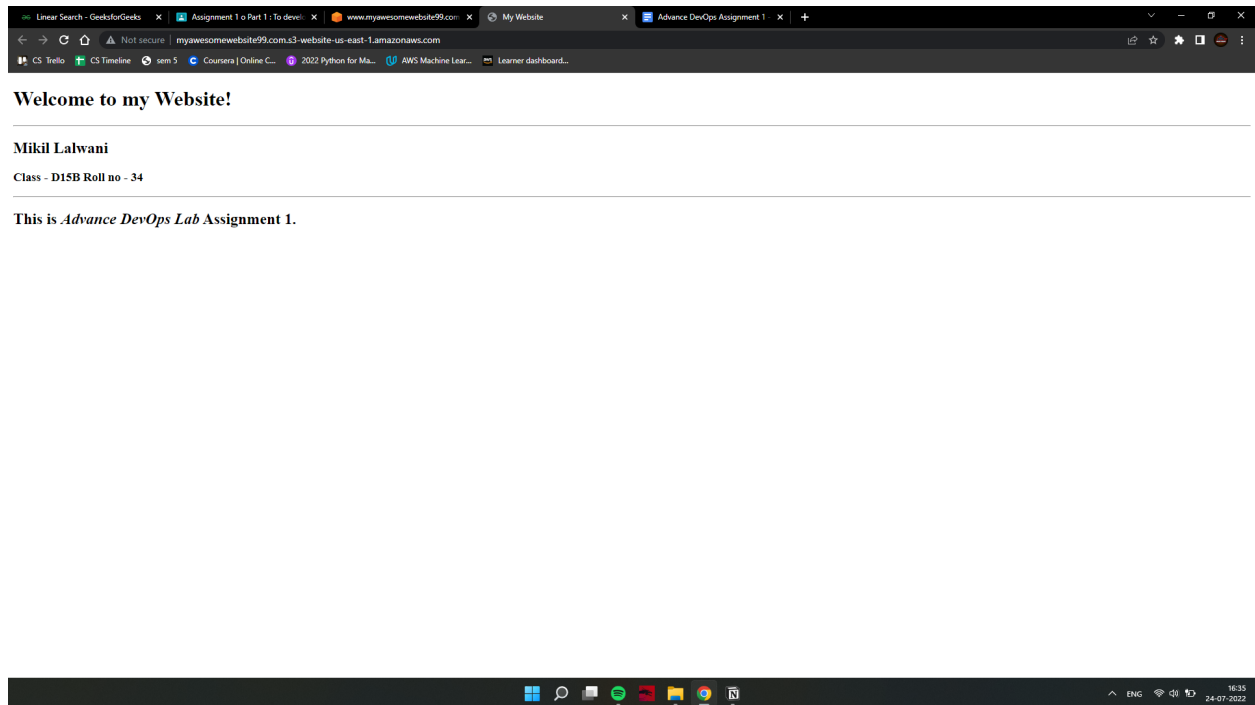 Linear Search - GeeksforGeeks
Assignment 1 o Part 1 : To develo
www.myawesomewebsite99.com
My Website
Advance DevOps Assignment 1 -
Not secure | myawesomewebsite99.com.s3-website-us-east-1.amazonaws.com
CS Trello CS Timeline sem 5 Coursera | Online C... 2022 Python for Ma... AWS Machine Lear... Learner dashboard...
Welcome to my Website!
Mikil Lalwani
Class - D15B Roll no - 34
This is Advance DevOps Lab Assignment 1.
ENG
16:35
24-07-2022